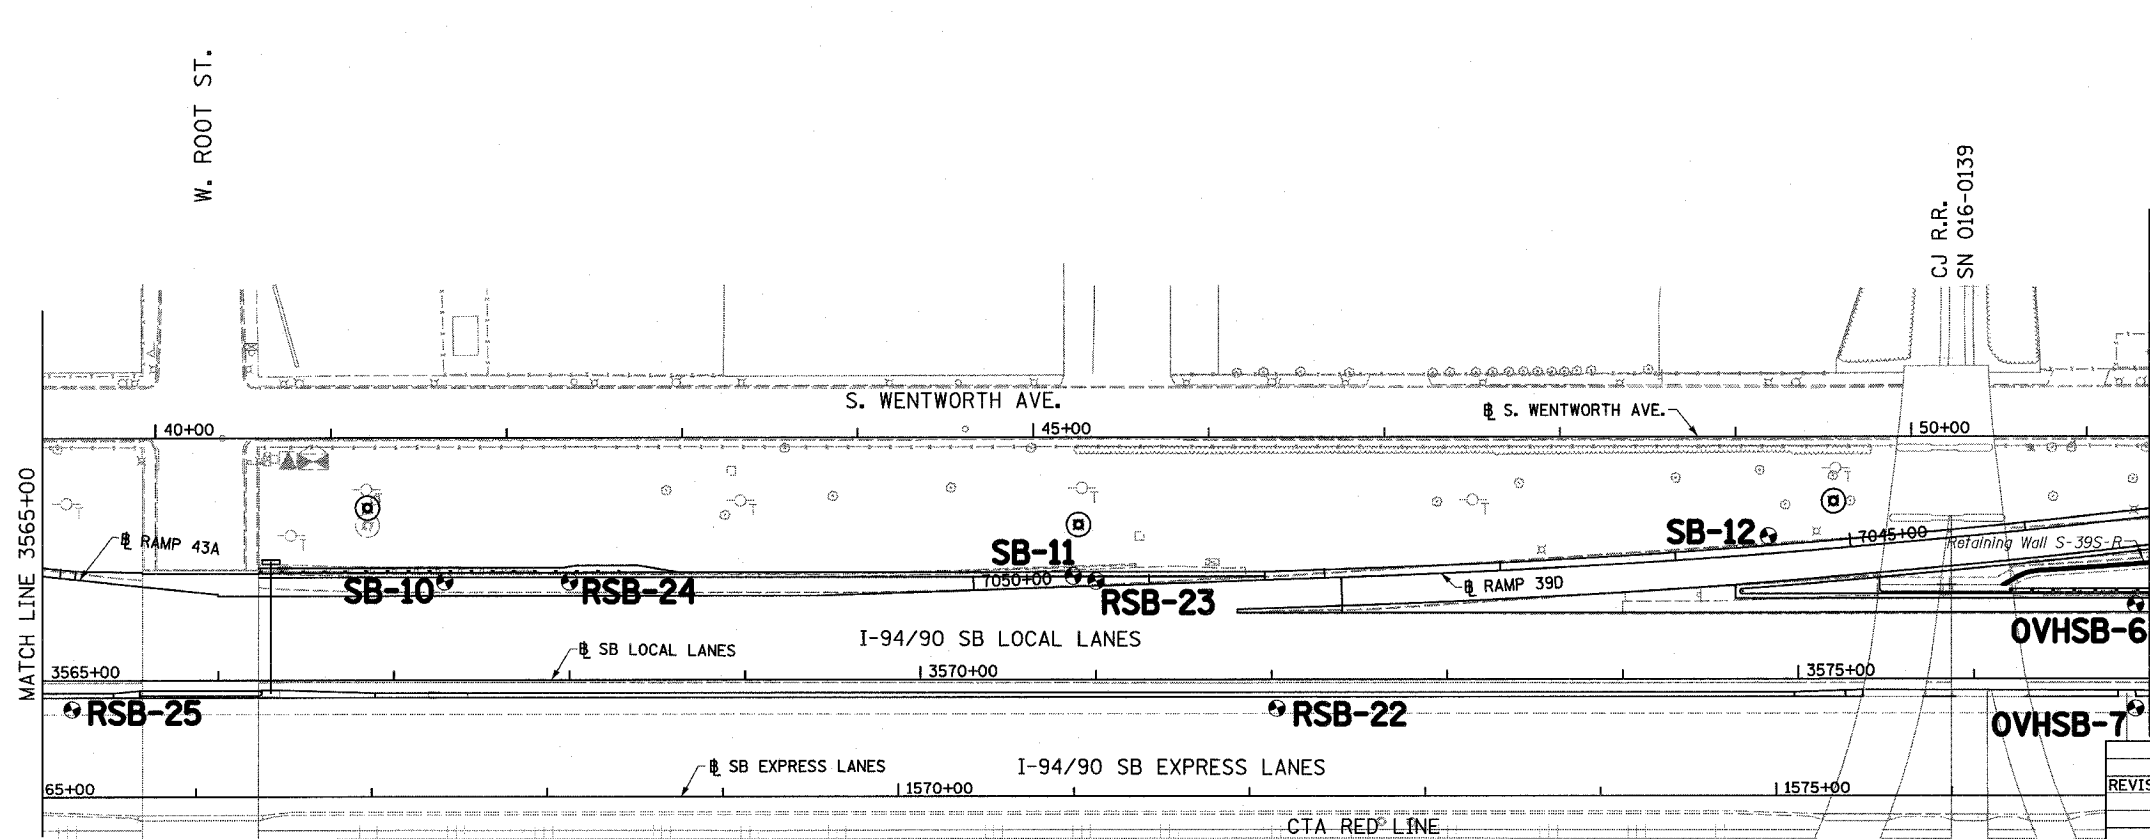 W. ROOT ST.
CJ R.R.
SN 016-0139
S. WENTWORTH AVE.
℄ S. WENTWORTH AVE.
40+00
45+00
50+00
MATCH LINE 3565+00
℄ RAMP 43A
SB-10
RSB-24
SB-11
7050+00
RSB-23
SB-12
7045+00
Retaining Wall S-39S-R
℄ RAMP 39D
OVHSB-6
I-94/90 SB LOCAL LANES
℄ SB LOCAL LANES
3565+00
3570+00
3575+00
RSB-25
RSB-22
OVHSB-7
℄ SB EXPRESS LANES
I-94/90 SB EXPRESS LANES
65+00
1570+00
1575+00
REVIS
CTA RED LINE